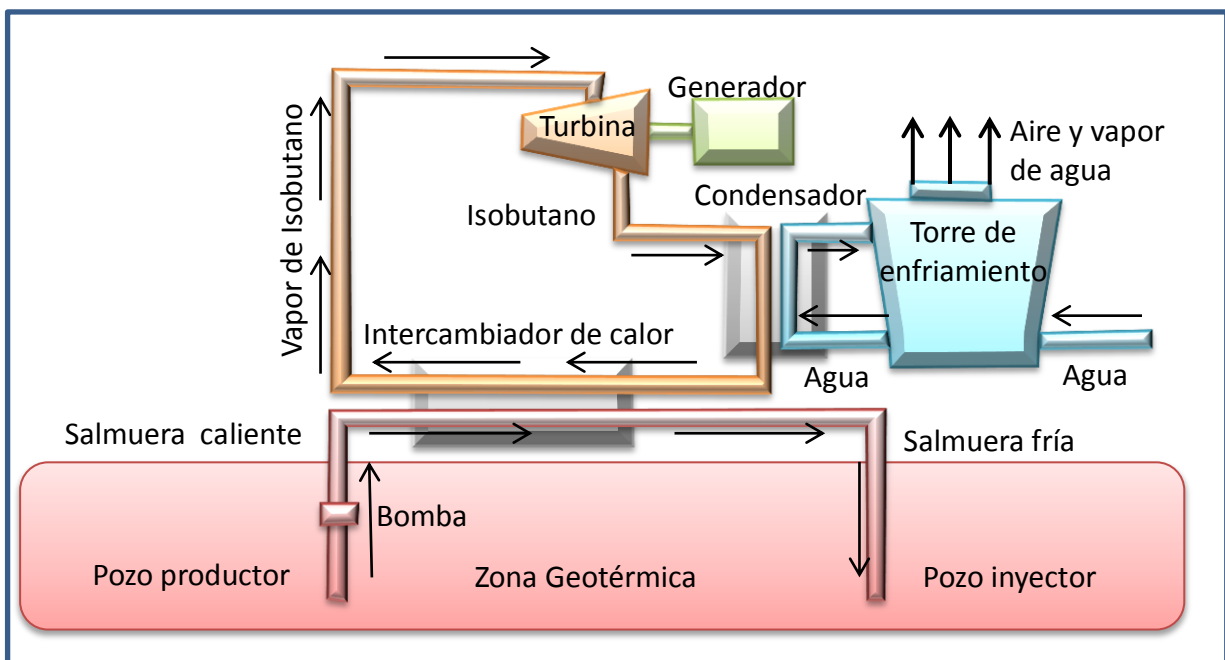 Generador
Turbina
Aire y vapor
de agua
Condensador
Vapor de Isobutano
Isobutano
Torre de
enfriamiento
Intercambiador de calor
Agua
Agua
Salmuera caliente
Salmuera fría
Bomba
Pozo productor
Zona Geotérmica
Pozo inyector